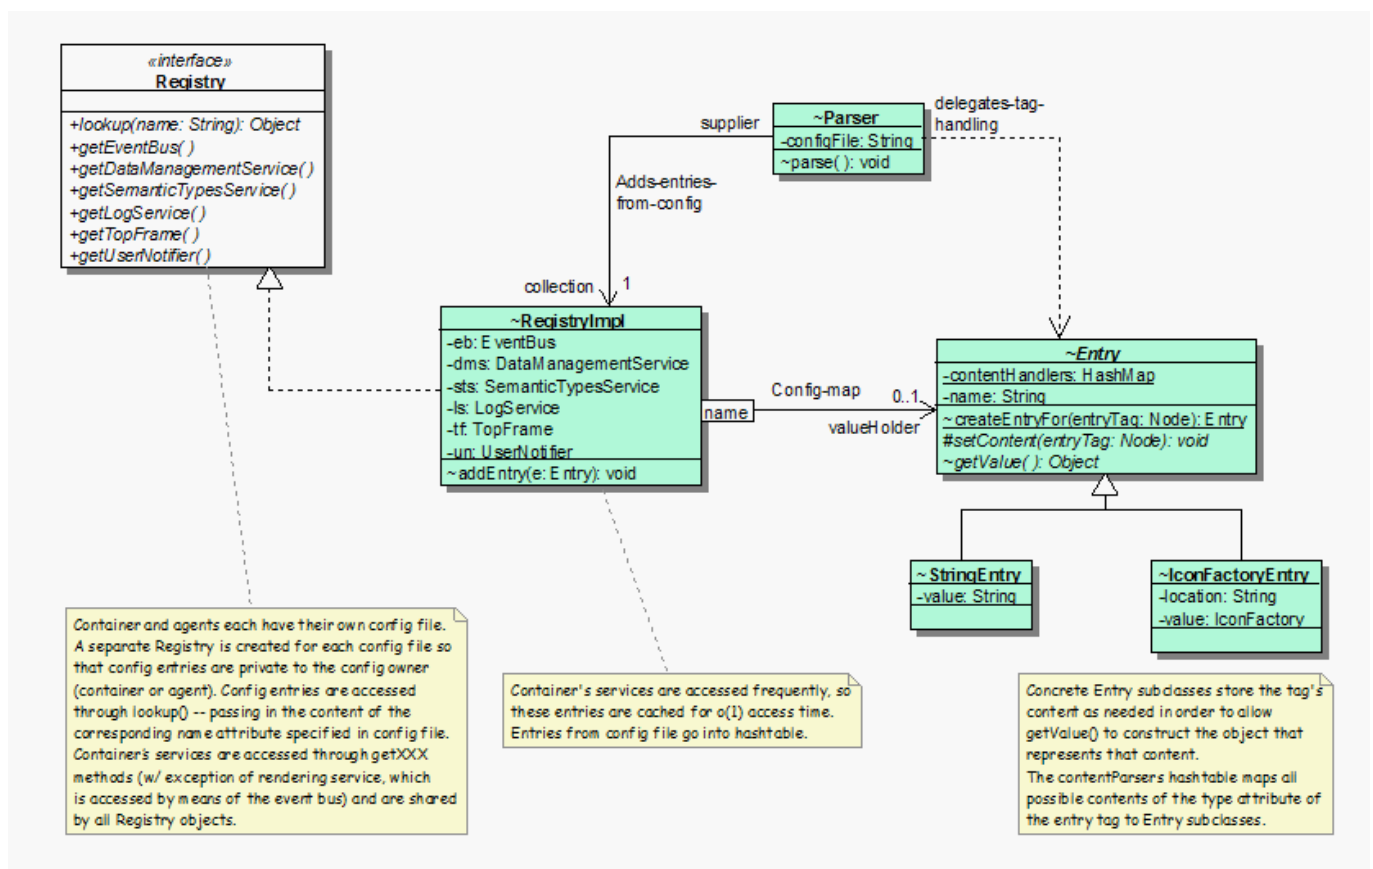 «interface»
Registry
+lookup(name: String): Object
+getEventBus( )
+getDataManagementService( )
+getSemanticTypesService( )
+getLogService( )
+getTopFrame( )
+getUserNotifier( )
~Parser
-configFile: String
~parse( ): void
delegates-tag-
handling
supplier
Adds-entries-
from-config
collection
1
~RegistryImpl
-eb: EventBus
-dms: DataManagementService
-sts: SemanticTypesService
-ls: LogService
-tf: TopFrame
-un: UserNotifier
~addEntry(e: Entry): void
name
Config-map
0..1
valueHolder
~Entry
-contentHandlers: HashMap
-name: String
~createEntryFor(entryTag: Node): Entry
#setContent(entryTag: Node): void
~getValue( ): Object
~StringEntry
-value: String
~IconFactoryEntry
-location: String
-value: IconFactory
Container and agents each have their own config file.
A separate Registry is created for each config file so
that config entries are private to the config owner
(container or agent). Config entries are accessed
through lookup() -- passing in the content of the
corresponding name attribute specified in config file.
Container's services are accessed through getXXX
methods (w/ exception of rendering service, which
is accessed by means of the event bus) and are shared
by all Registry objects.
Container's services are accessed frequently, so
these entries are cached for o(1) access time.
Entries from config file go into hashtable.
Concrete Entry subclasses store the tag's
content as needed in order to allow
getValue() to construct the object that
represents that content.
The contentParsers hashtable maps all
possible contents of the type attribute of
the entry tag to Entry subclasses.